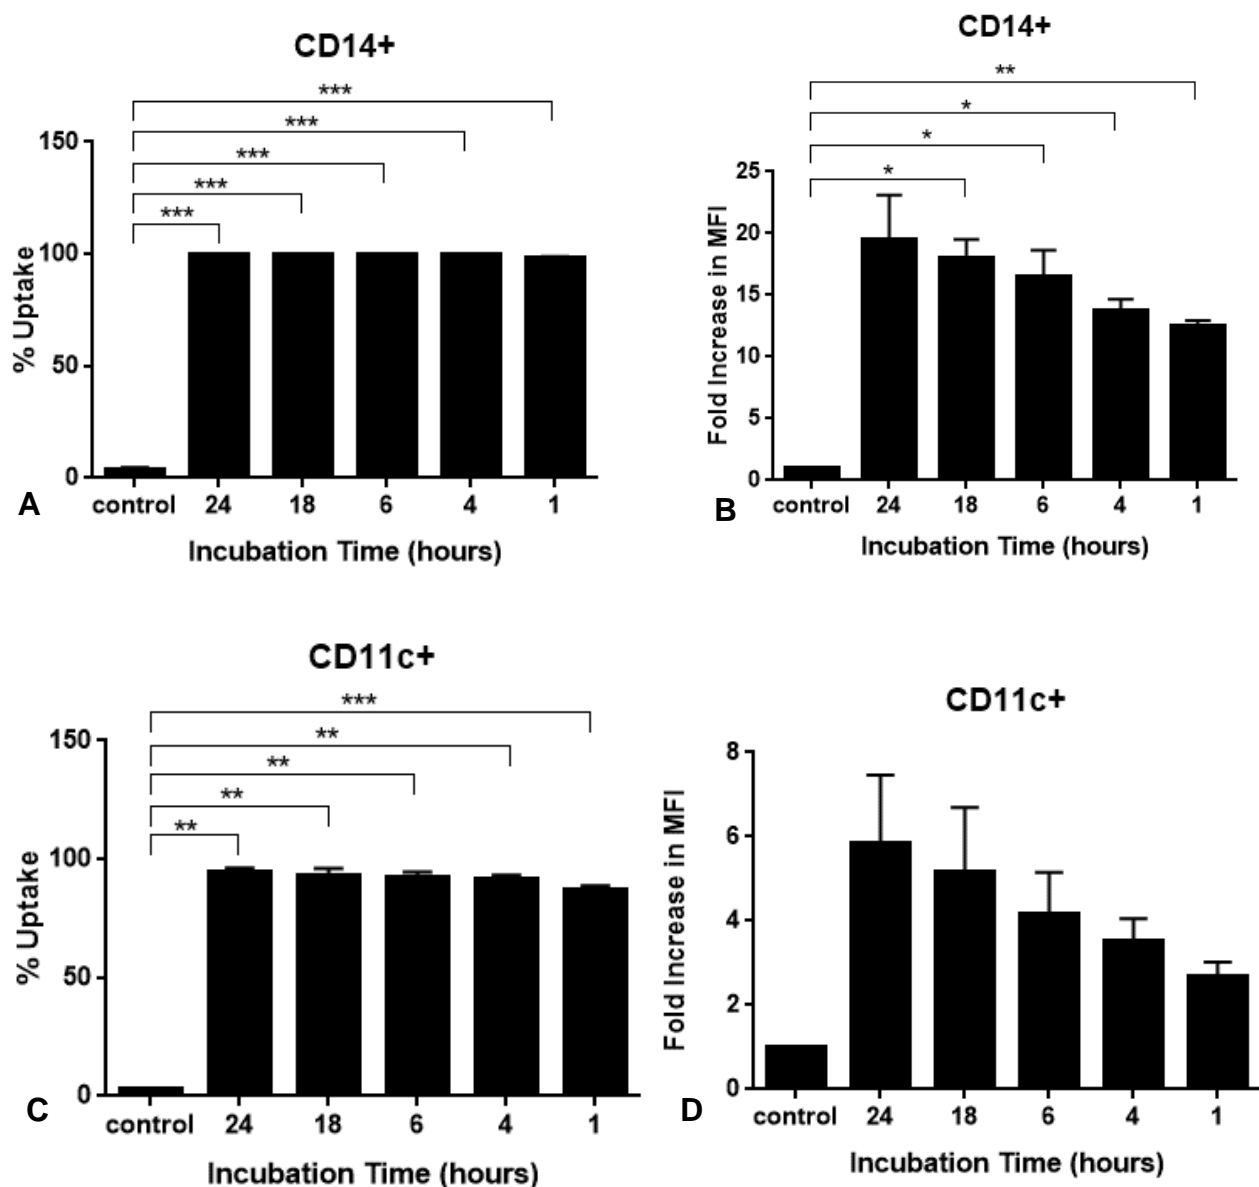 CD14+
***
***
***
***
***
150
100
50
0
% Uptake
control 24 18 6 4 1
Incubation Time (hours)
A
CD14+
**
*
*
*
25
20
15
10
5
0
Fold Increase in MFI
control 24 18 6 4 1
Incubation Time (hours)
B
CD11c+
***
**
**
**
**
150
100
50
0
% Uptake
control 24 18 6 4 1
Incubation Time (hours)
C
CD11c+
8
6
4
2
0
Fold Increase in MFI
control 24 18 6 4 1
Incubation Time (hours)
D